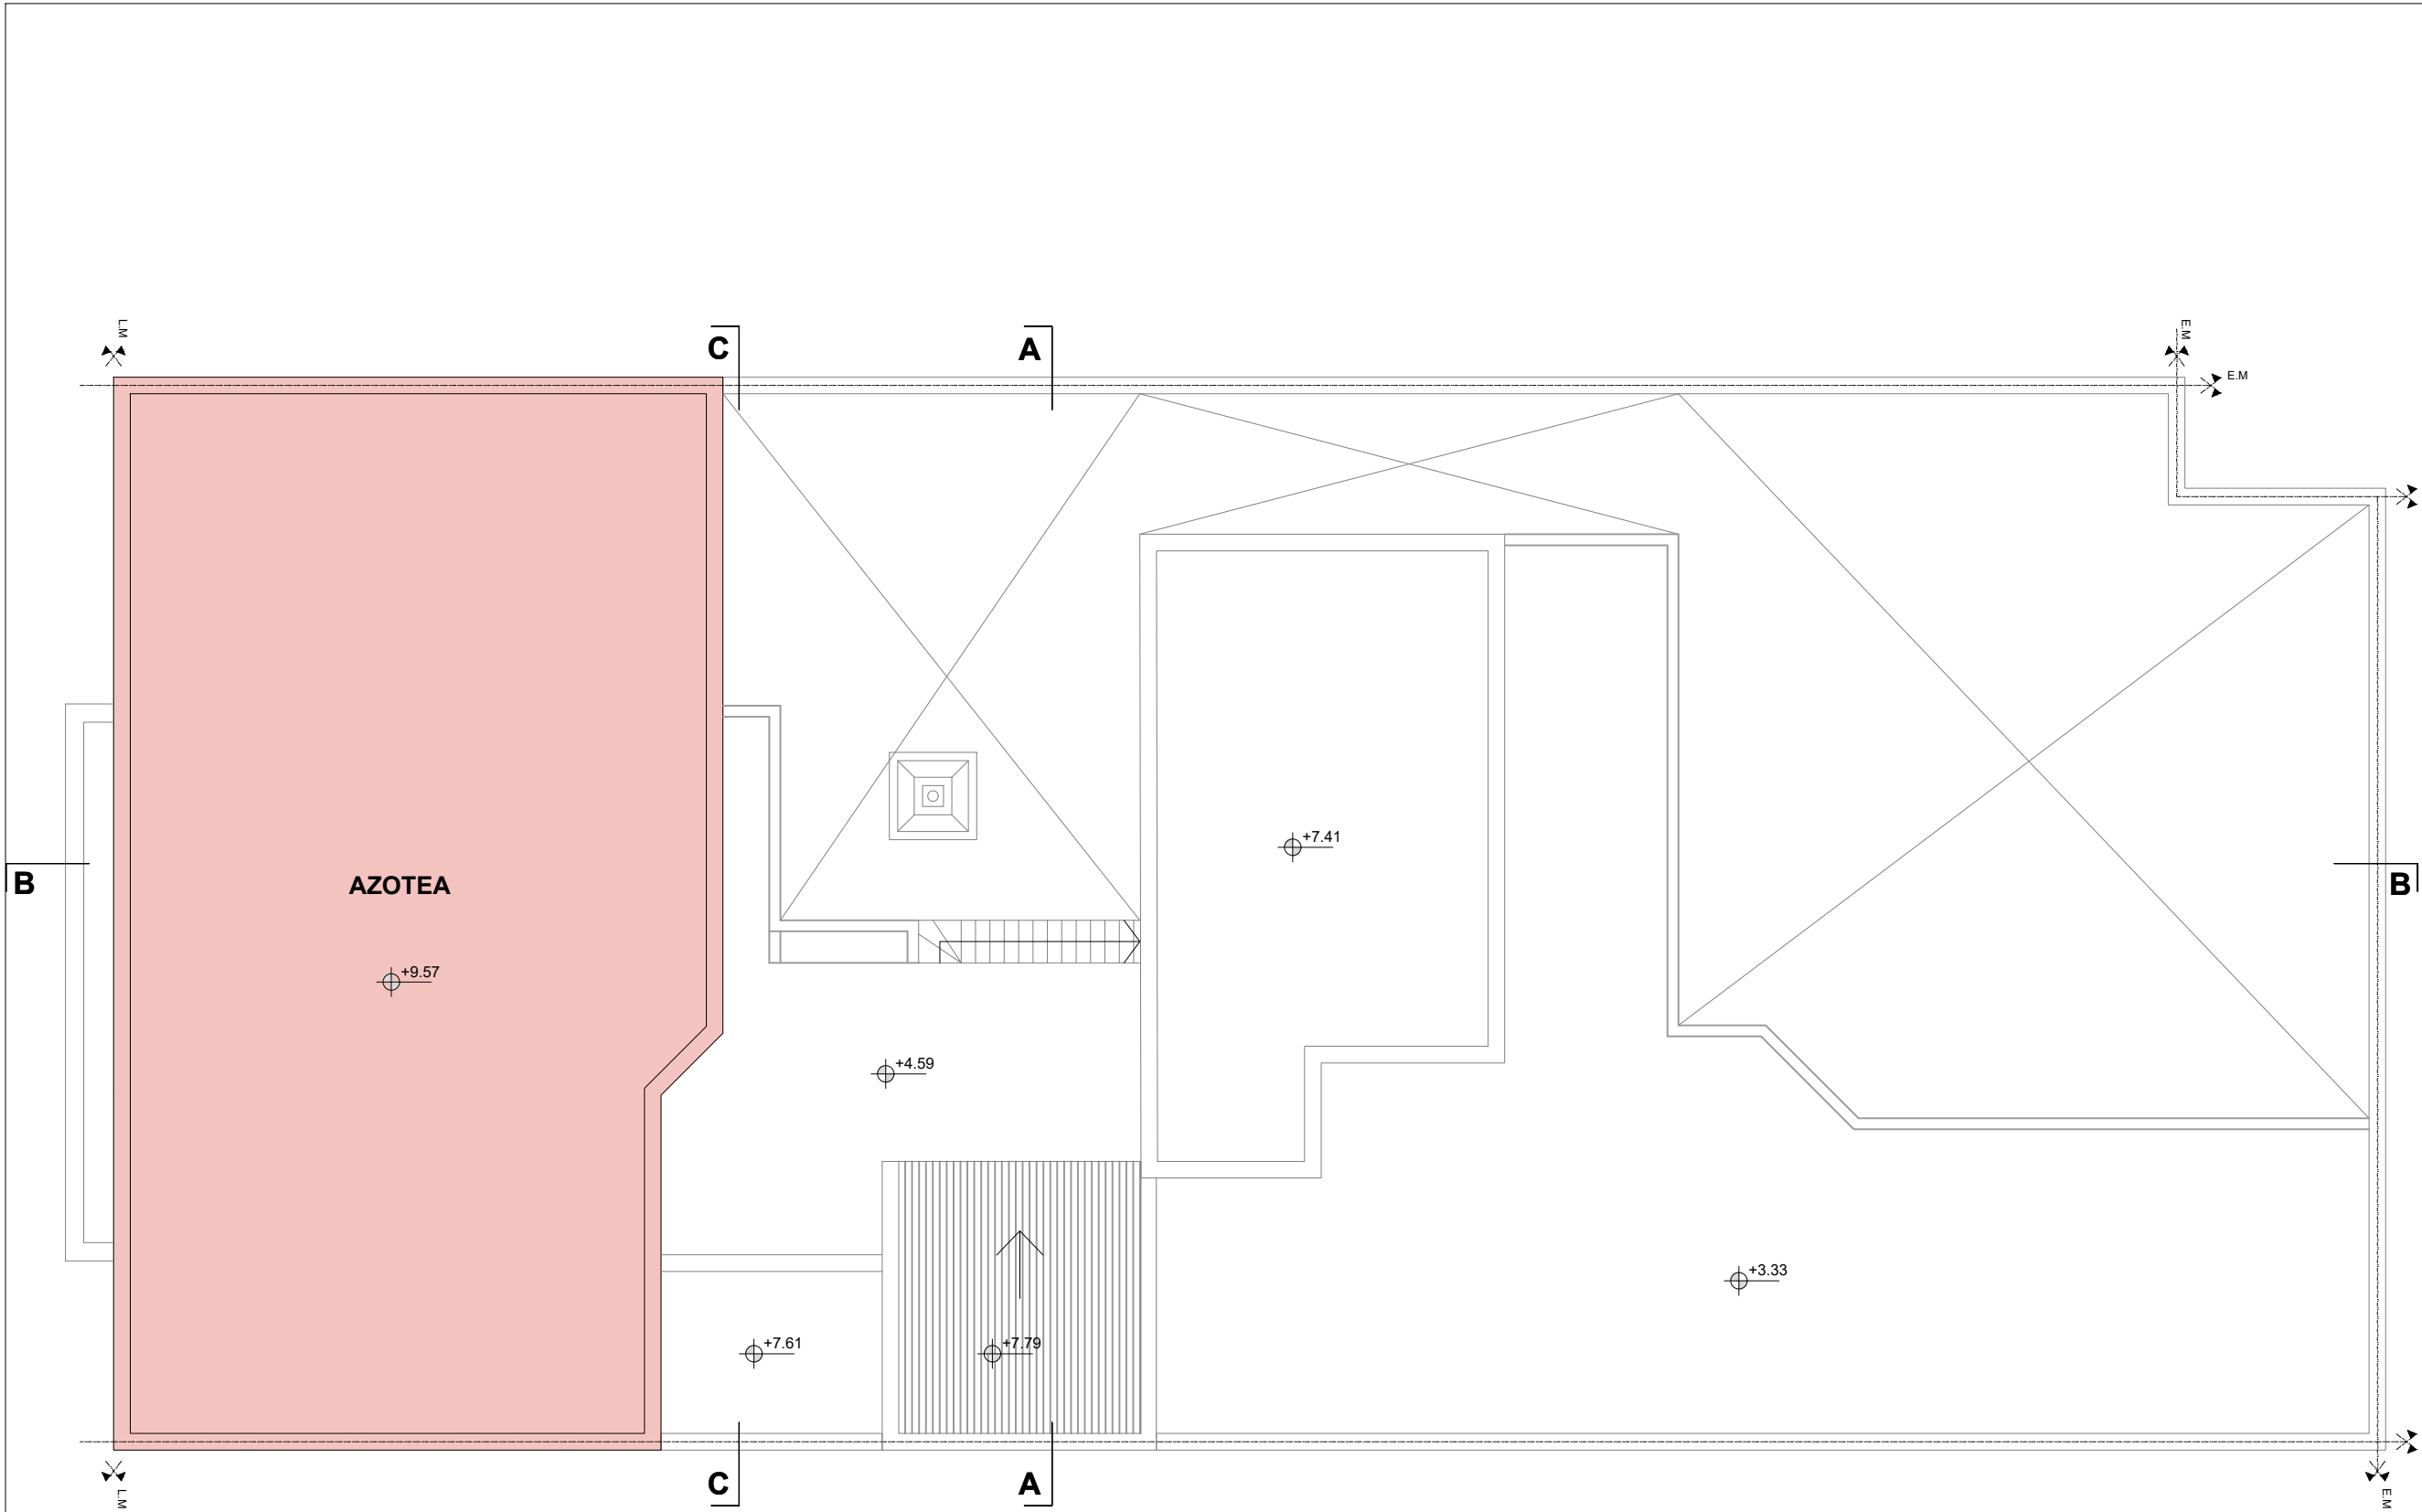 L.M
C
A
E.M
E.M
+7.41
B
AZOTEA
B
+9.57
+4.59
+3.33
+7.61
+7.79
C
A
L.M
E.M